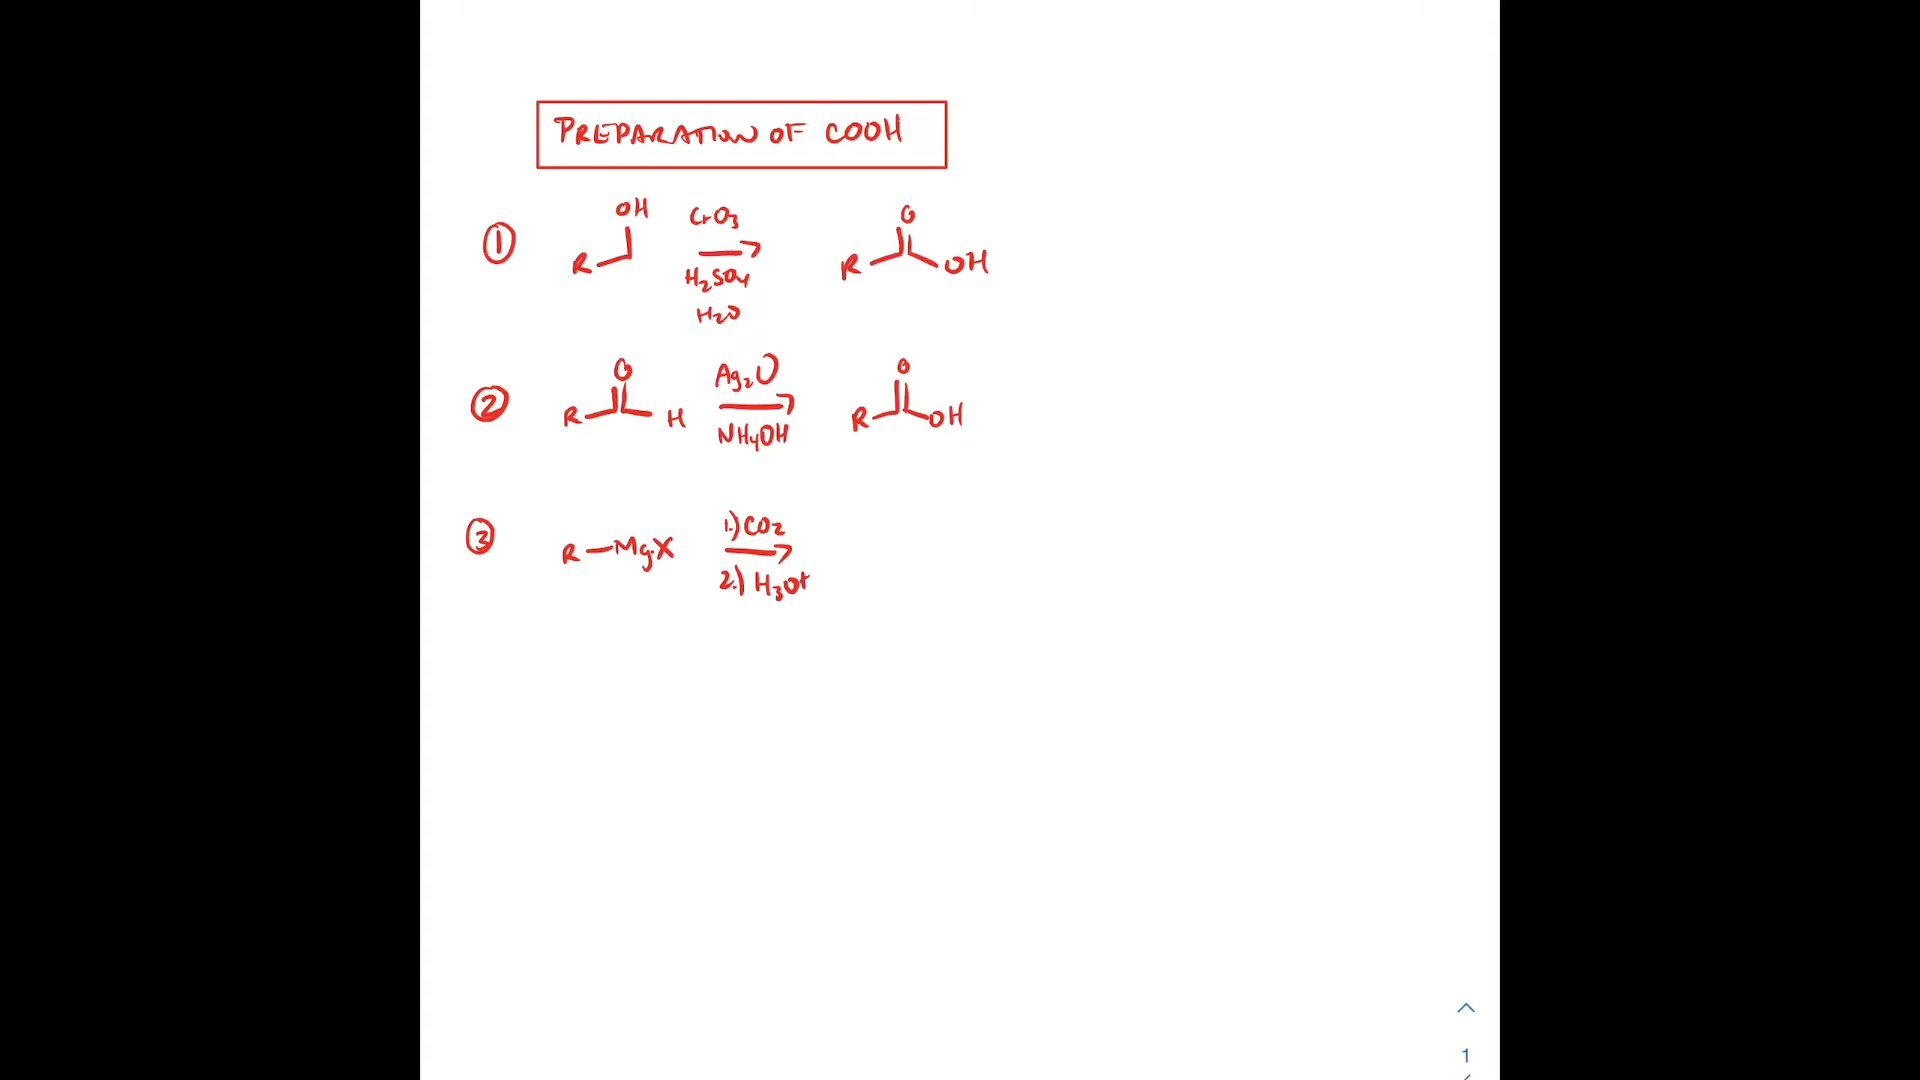 PREPARATION OF COOH
① OH CrO3 O
R H2SO4 R OH
H2O
② O Ag2O O
R H NH4OH R OH
③ R-MgX 1.) CO2
2.) H3O+
1